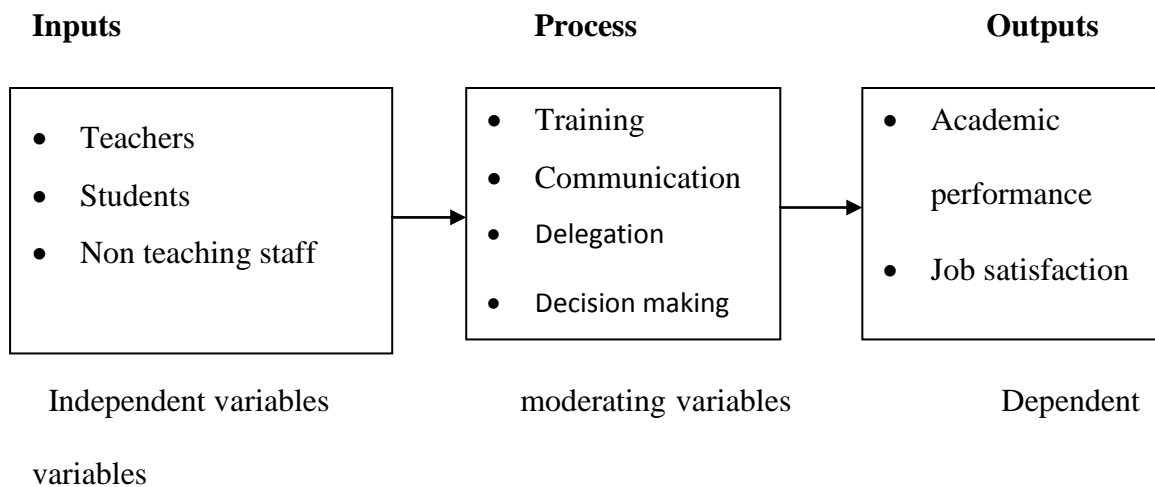 Inputs Process Outputs
• Teachers
• Students
• Non teaching staff
• Training
• Communication
• Delegation
• Decision making
• Academic
performance
• Job satisfaction
Independent variables moderating variables Dependent
variables